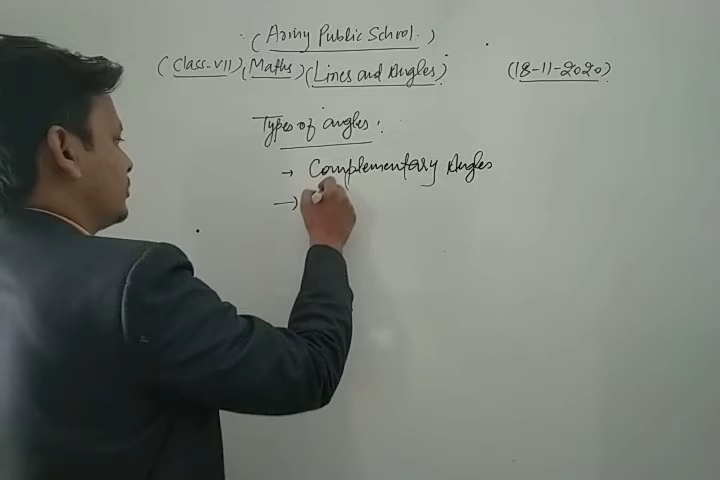 (Army Public School.)
(Class-VII), (Maths) (Lines and Angles) (18-11-2020)
Types of angles:
→ Complementary Angles
→